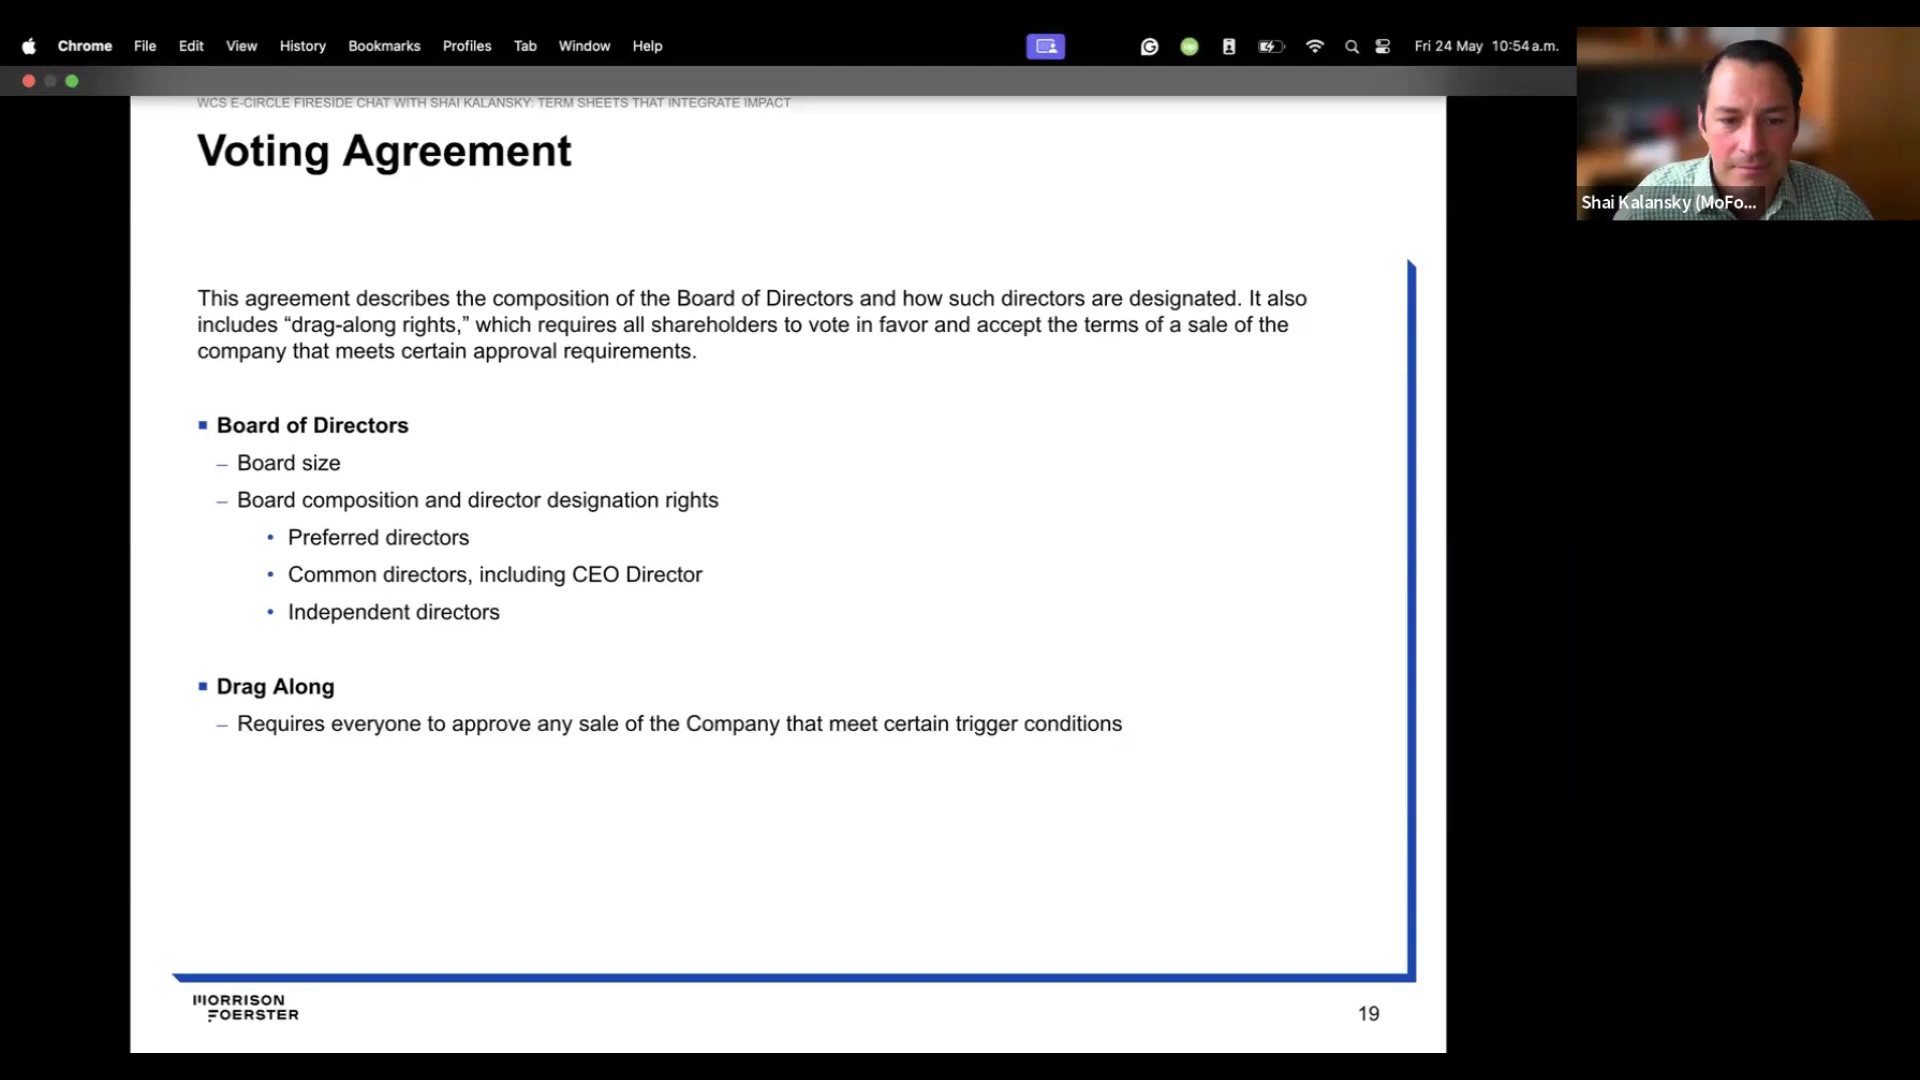 Chrome File Edit View History Bookmarks Profiles Tab Window Help Fri 24 May 10:54 a.m.
WCS E-CIRCLE FIRESIDE CHAT WITH SHAI KALANSKY: TERM SHEETS THAT INTEGRATE IMPACT
Voting Agreement
Shai Kalansky (MoFo...
This agreement describes the composition of the Board of Directors and how such directors are designated. It also
includes “drag-along rights,” which requires all shareholders to vote in favor and accept the terms of a sale of the
company that meets certain approval requirements.
▪ Board of Directors
– Board size
– Board composition and director designation rights
• Preferred directors
• Common directors, including CEO Director
• Independent directors
▪ Drag Along
– Requires everyone to approve any sale of the Company that meet certain trigger conditions
MORRISON
FOERSTER
19